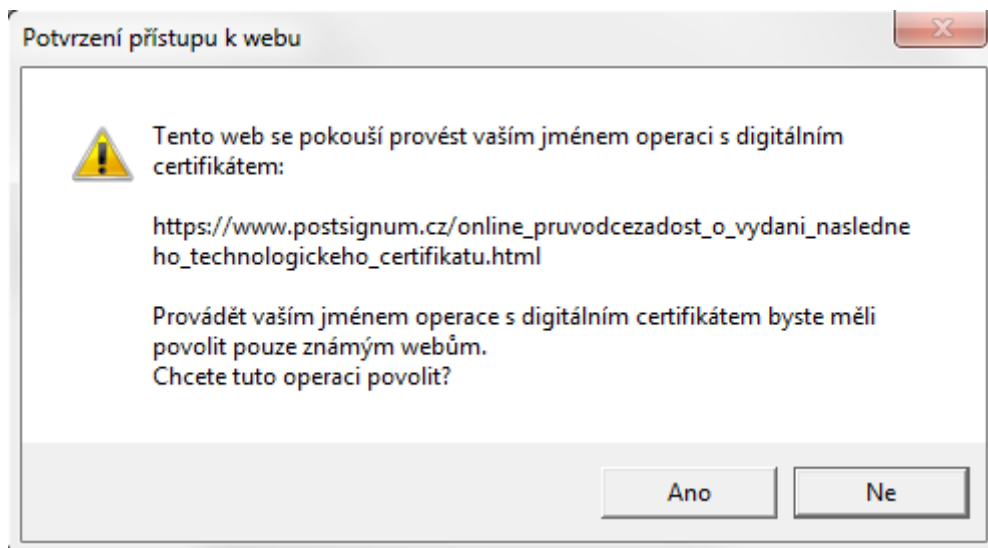 Potvrzení přístupu k webu
Tento web se pokouší provést vaším jménem operaci s digitálním
certifikátem:
https://www.postsignum.cz/online_pruvodcezadost_o_vydani_nasledne
ho_technologickeho_certifikatu.html
Provádět vaším jménem operace s digitálním certifikátem byste měli
povolit pouze známým webům.
Chcete tuto operaci povolit?
Ano
Ne